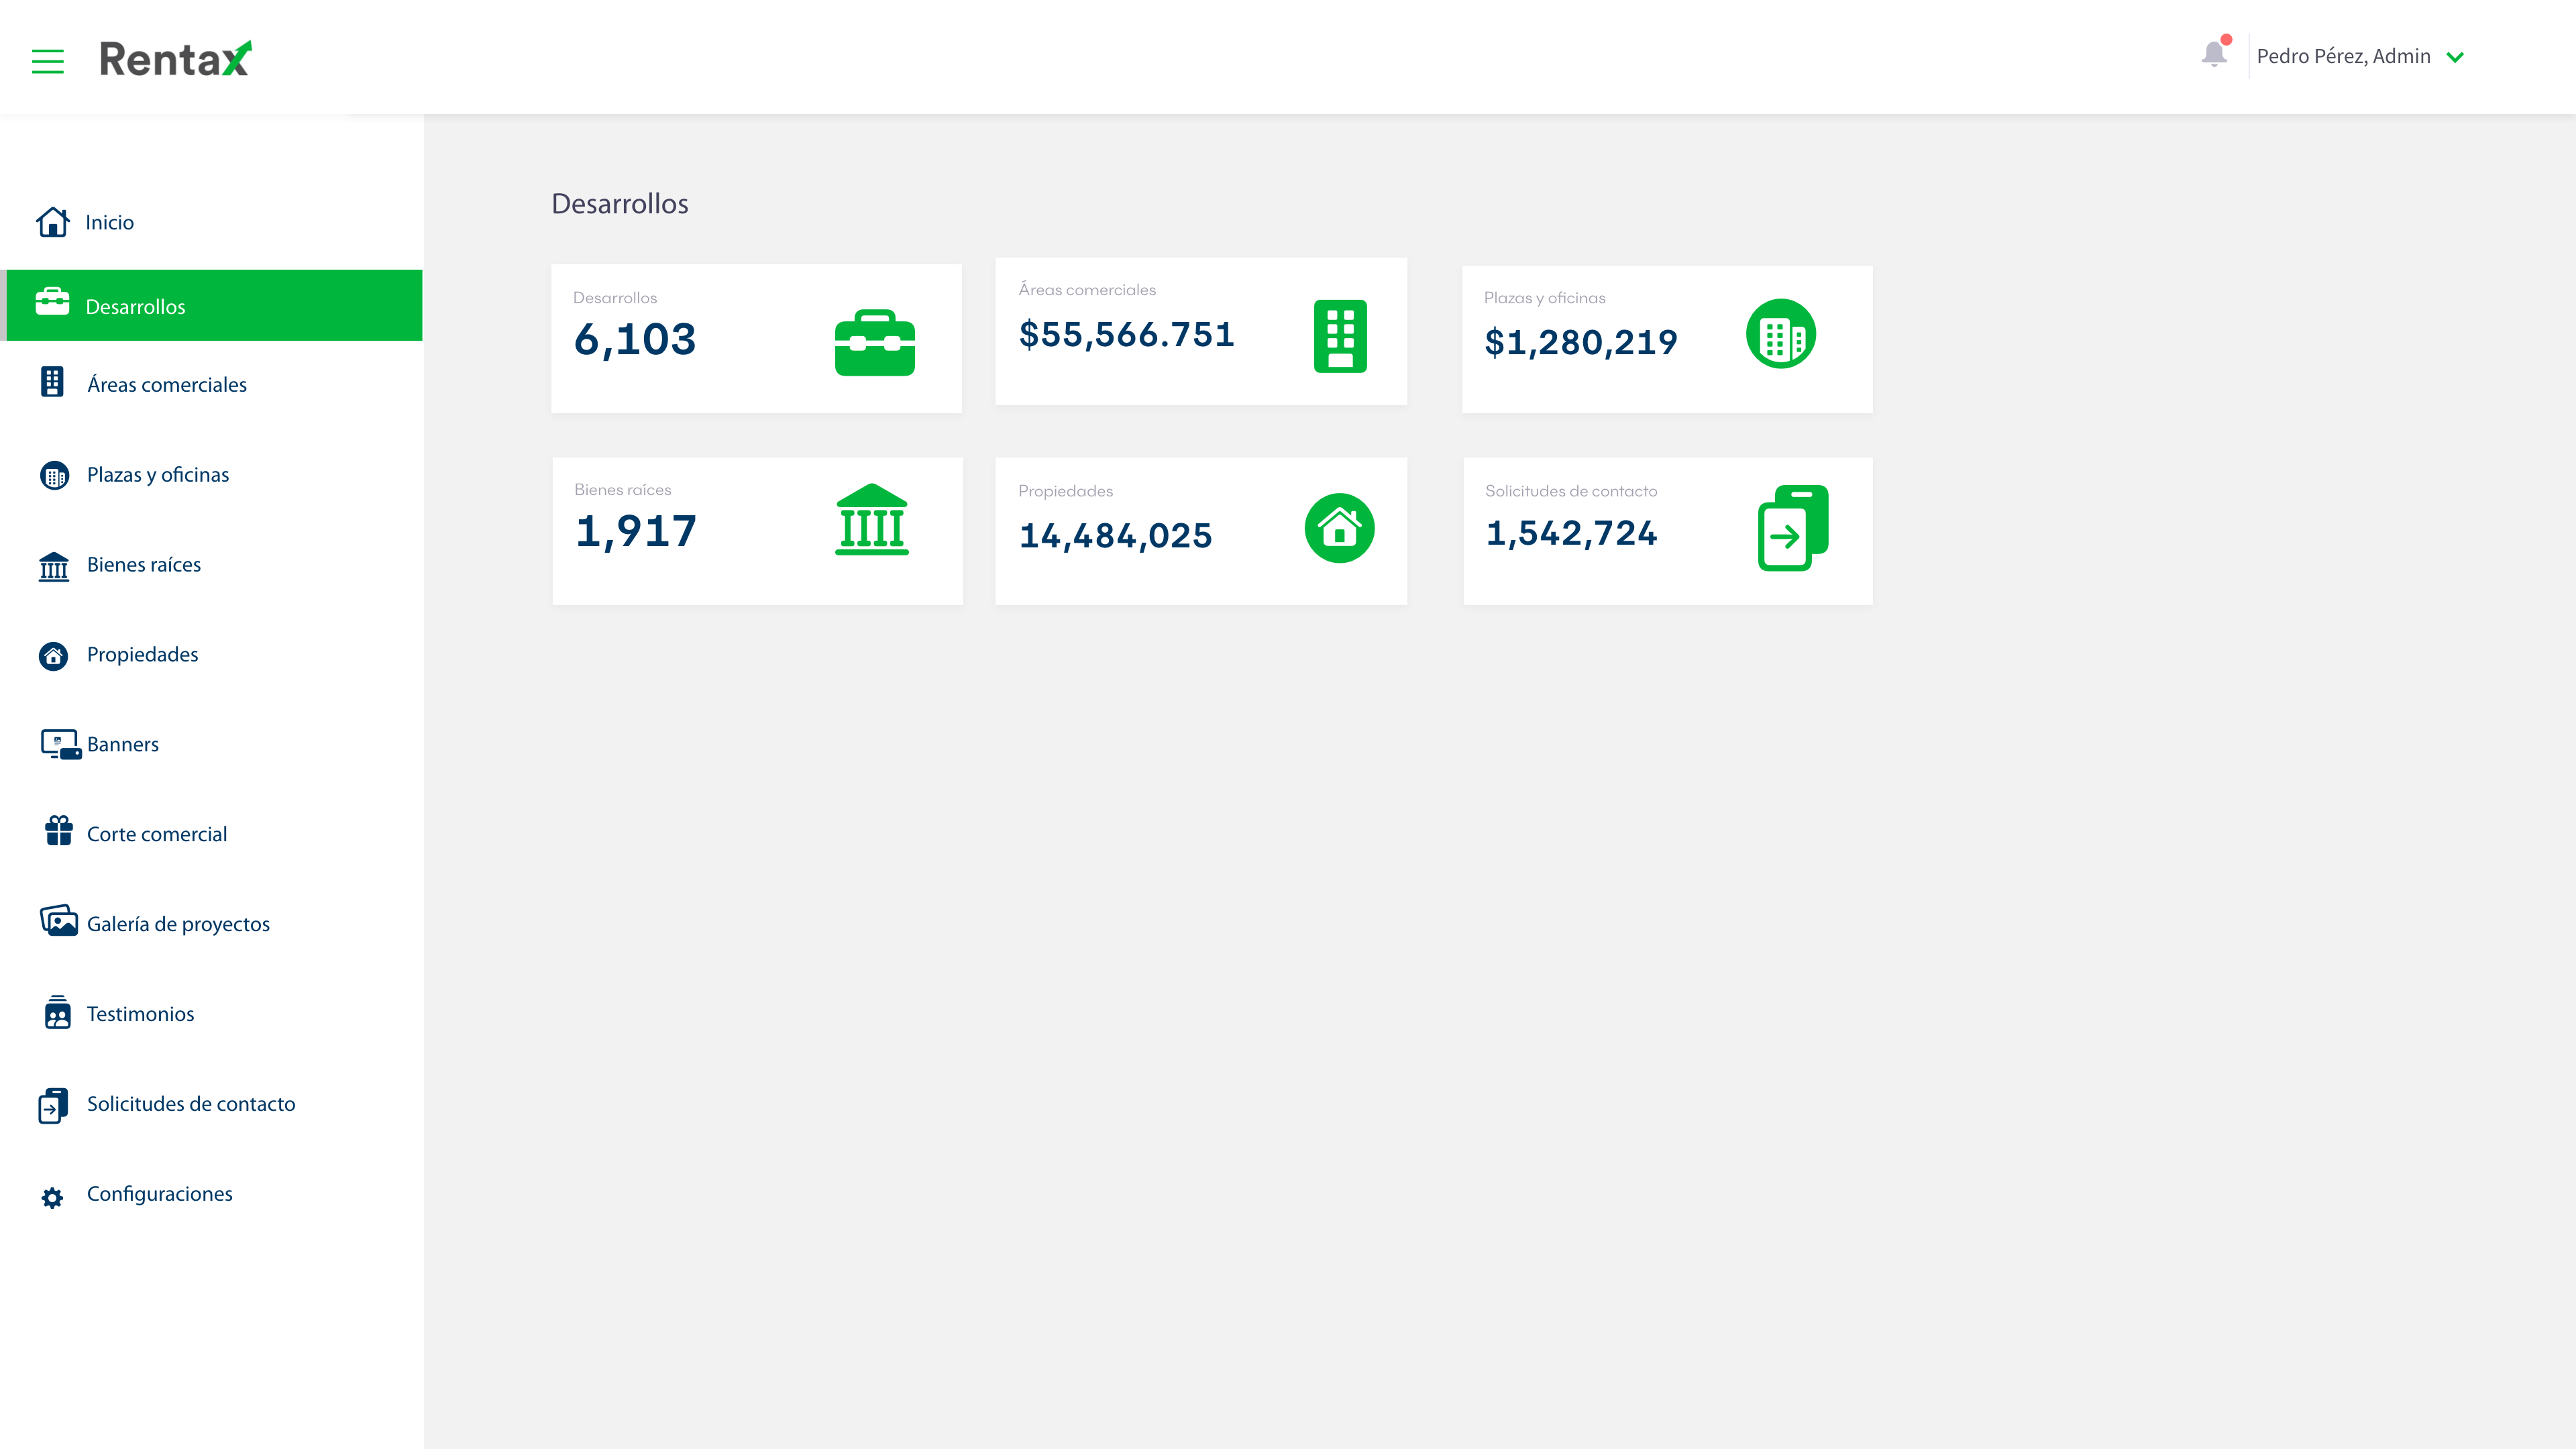 Rentax
Pedro Pérez, Admin
Inicio
Desarrollos
Áreas comerciales
Plazas y oficinas
Bienes raíces
Propiedades
Banners
Corte comercial
Galería de proyectos
Testimonios
Solicitudes de contacto
Configuraciones
Desarrollos
Desarrollos
6,103
Áreas comerciales
$55,566.751
Plazas y oficinas
$1,280,219
Bienes raíces
1,917
Propiedades
14,484,025
Solicitudes de contacto
1,542,724